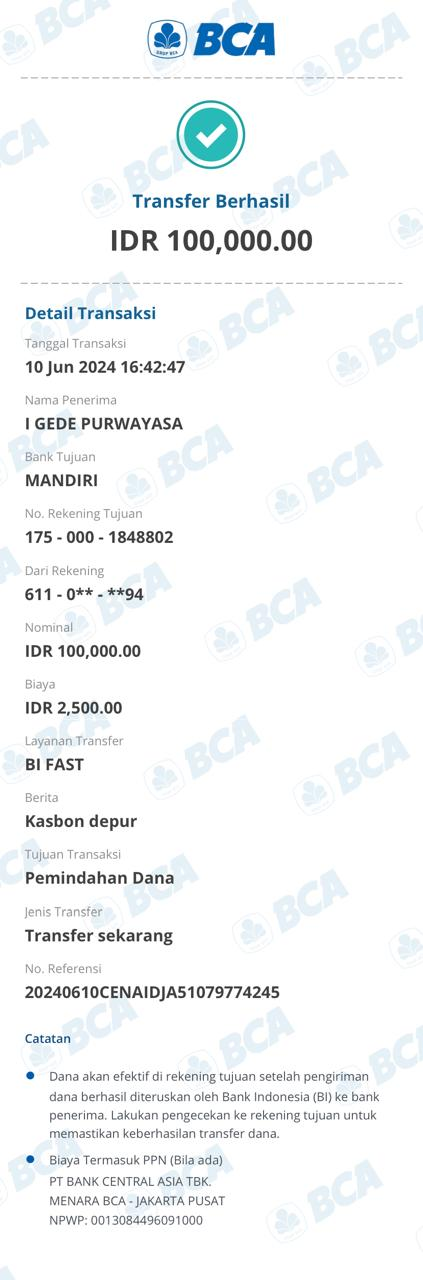 BCA
Transfer Berhasil
IDR 100,000.00
Detail Transaksi
Tanggal Transaksi
10 Jun 2024 16:42:47
Nama Penerima
I GEDE PURWAYASA
Bank Tujuan
MANDIRI
No. Rekening Tujuan
175 - 000 - 1848802
Dari Rekening
611 - 0** - **94
Nominal
IDR 100,000.00
Biaya
IDR 2,500.00
Layanan Transfer
BI FAST
Berita
Kasbon depur
Tujuan Transaksi
Pemindahan Dana
Jenis Transfer
Transfer sekarang
No. Referensi
20240610CENAIDJA51079774245
Catatan
Dana akan efektif di rekening tujuan setelah pengiriman
dana berhasil diteruskan oleh Bank Indonesia (BI) ke bank
penerima. Lakukan pengecekan ke rekening tujuan untuk
memastikan keberhasilan transfer dana.
Biaya Termasuk PPN (Bila ada)
PT BANK CENTRAL ASIA TBK.
MENARA BCA - JAKARTA PUSAT
NPWP: 0013084496091000